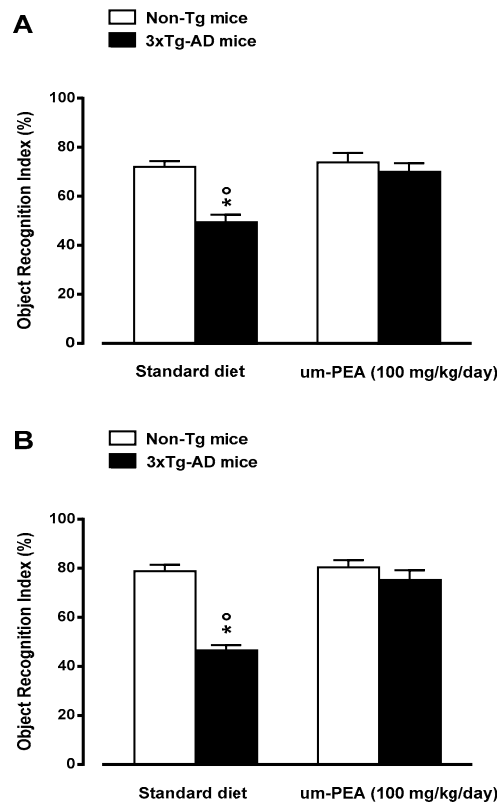 A
Non-Tg mice
3xTg-AD mice
Object Recognition Index (%)
100
80
60
40
20
0
°
*
Standard diet
um-PEA (100 mg/kg/day)
B
Non-Tg mice
3xTg-AD mice
Object Recognition Index (%)
100
80
60
40
20
0
°
*
Standard diet
um-PEA (100 mg/kg/day)